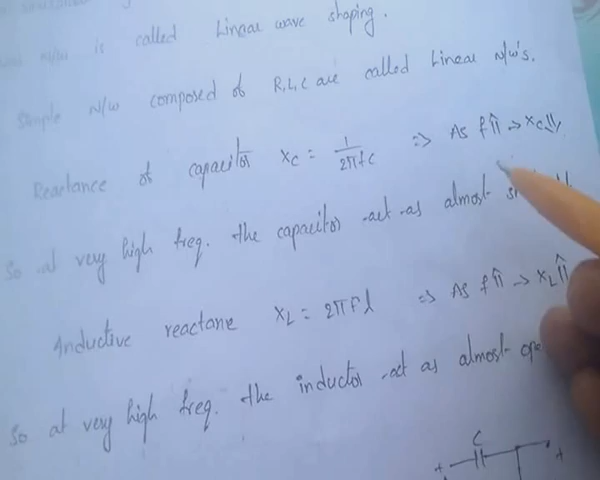 n/w is called Linear wave shaping.
Simple N/w composed of R, L, C are called Linear N/w's.
Reactance of capacitor Xc = 1/2πfc ⇒ As f⇑ → Xc⇓
So at very high freq. the capacitor act as almost
Inductive reactane XL = 2πfl ⇒ As f⇑ → XL⇑
So at very high freq. the inductor act as almost ope
C
+ +